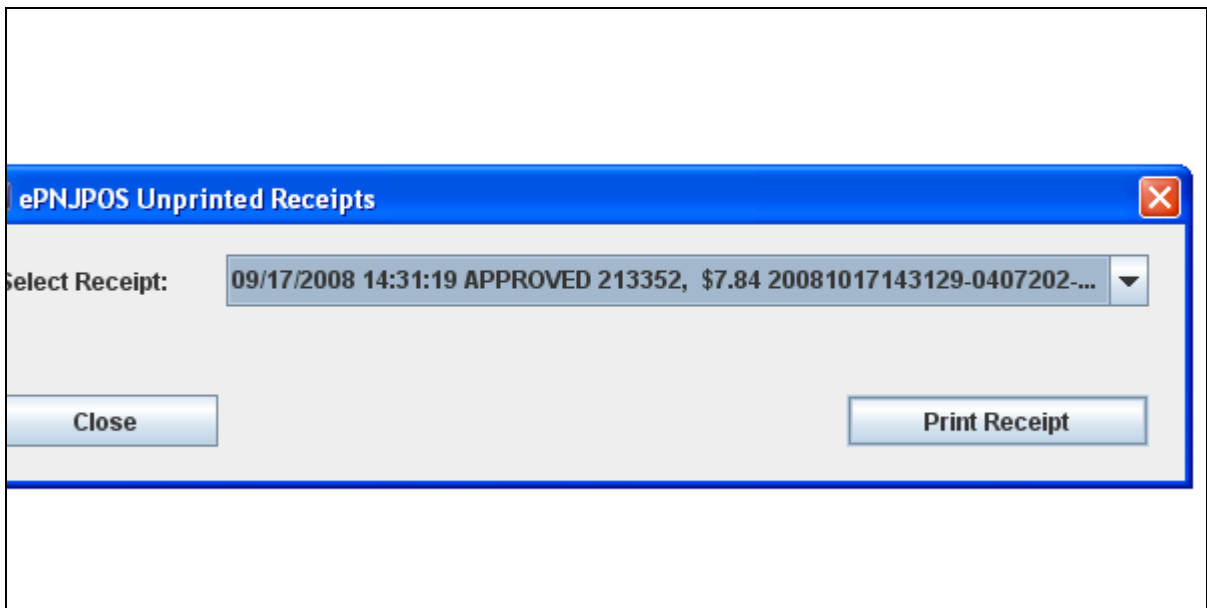 ePNJPOS Unprinted Receipts
Select Receipt: 09/17/2008 14:31:19 APPROVED 213352, $7.84 20081017143129-0407202-...
Close Print Receipt